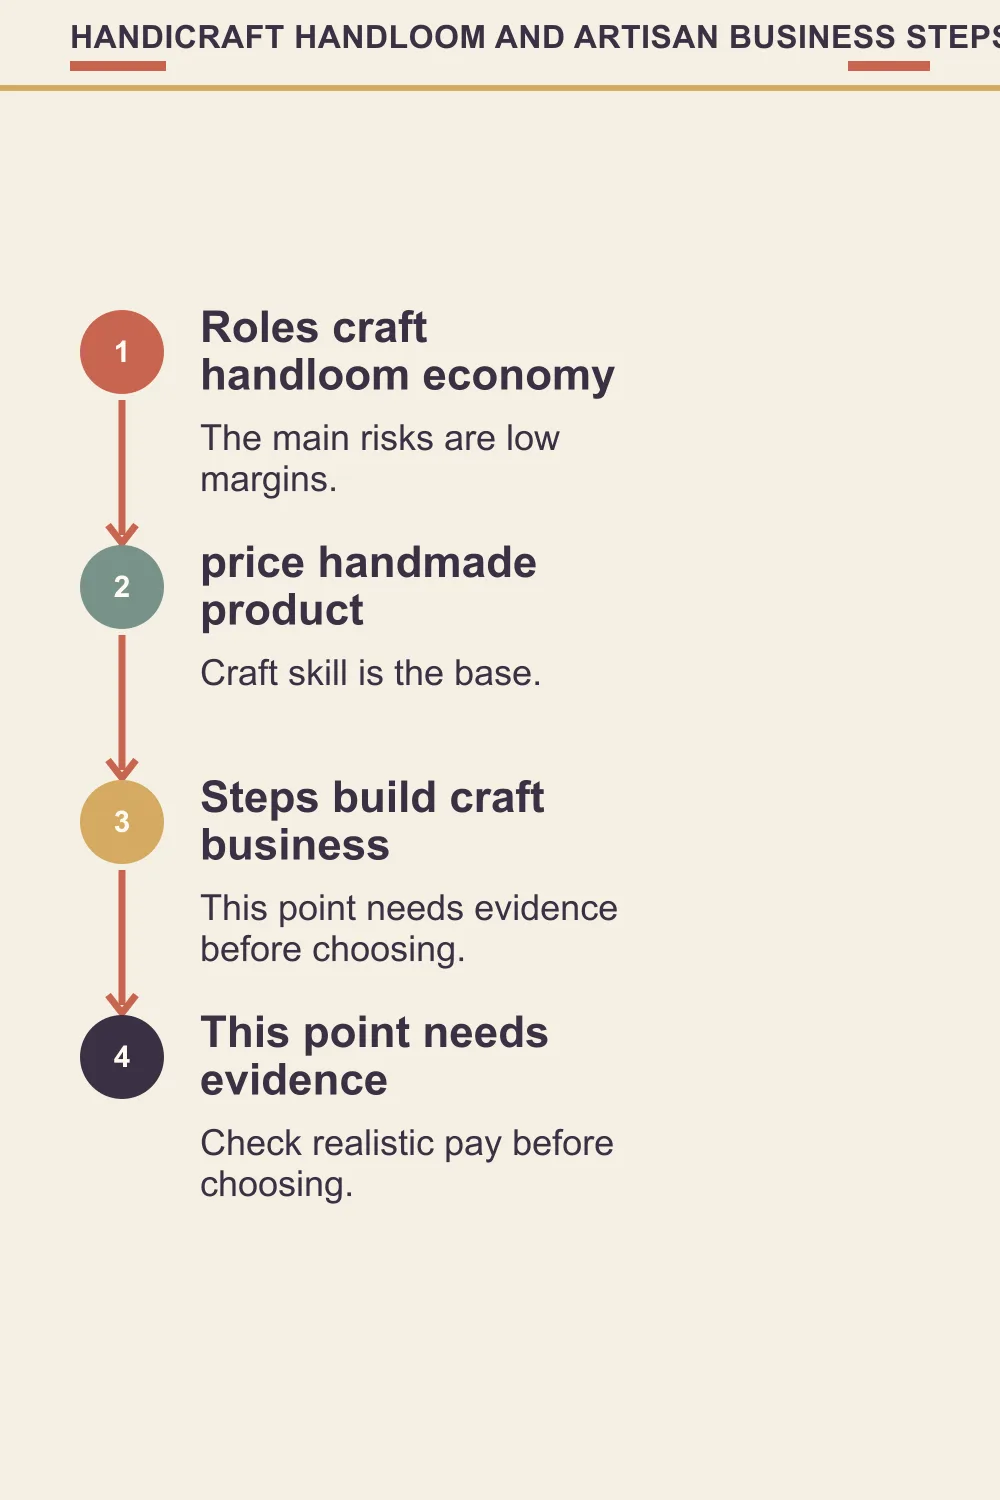 HANDICRAFT HANDLOOM AND ARTISAN BUSINESS STEPS
1
Roles craft
handloom economy
The main risks are low
margins.
2
price handmade
product
Craft skill is the base.
3
Steps build craft
business
This point needs evidence
before choosing.
4
This point needs
evidence
Check realistic pay before
choosing.